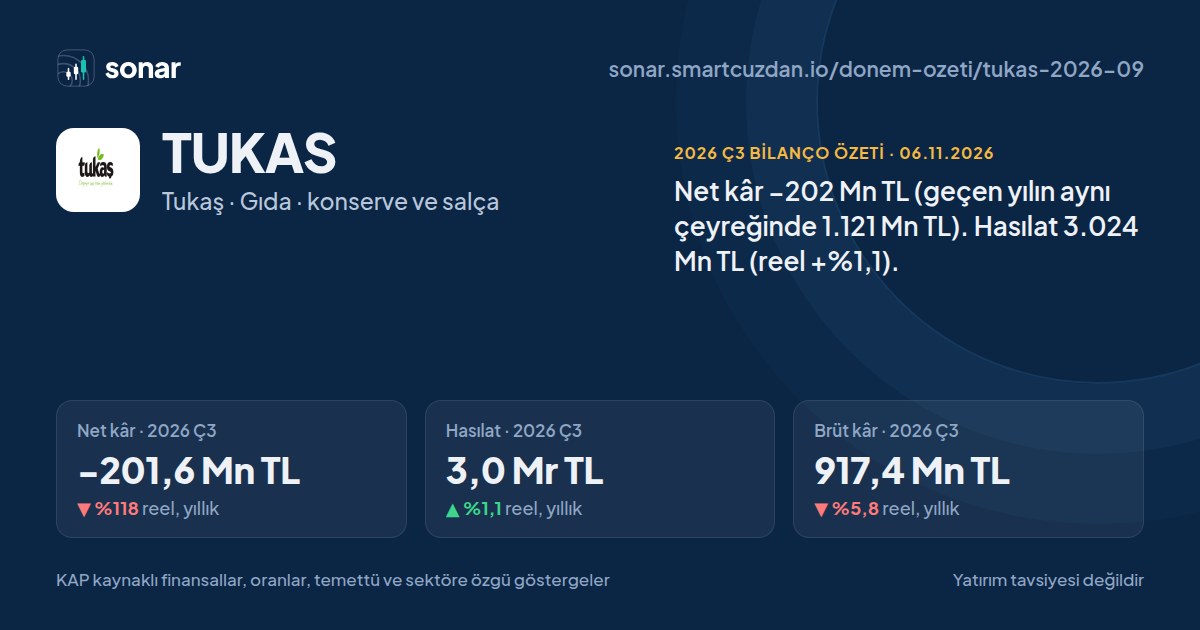 sonar
sonar.smartcuzdan.io/donem-ozeti/tukas-2026-09
tukaş
TUKAS
Tukaş · Gıda · konserve ve salça
2026 Ç3 BİLANÇO ÖZETİ · 06.11.2026
Net kâr −202 Mn TL (geçen yılın aynı
çeyreğinde 1.121 Mn TL). Hasılat 3.024
Mn TL (reel +%1,1).
Net kâr · 2026 Ç3
−201,6 Mn TL
▼ %118 reel, yıllık
Hasılat · 2026 Ç3
3,0 Mr TL
▲ %1,1 reel, yıllık
Brüt kâr · 2026 Ç3
917,4 Mn TL
▼ %5,8 reel, yıllık
KAP kaynaklı finansallar, oranlar, temettü ve sektöre özgü göstergeler
Yatırım tavsiyesi değildir